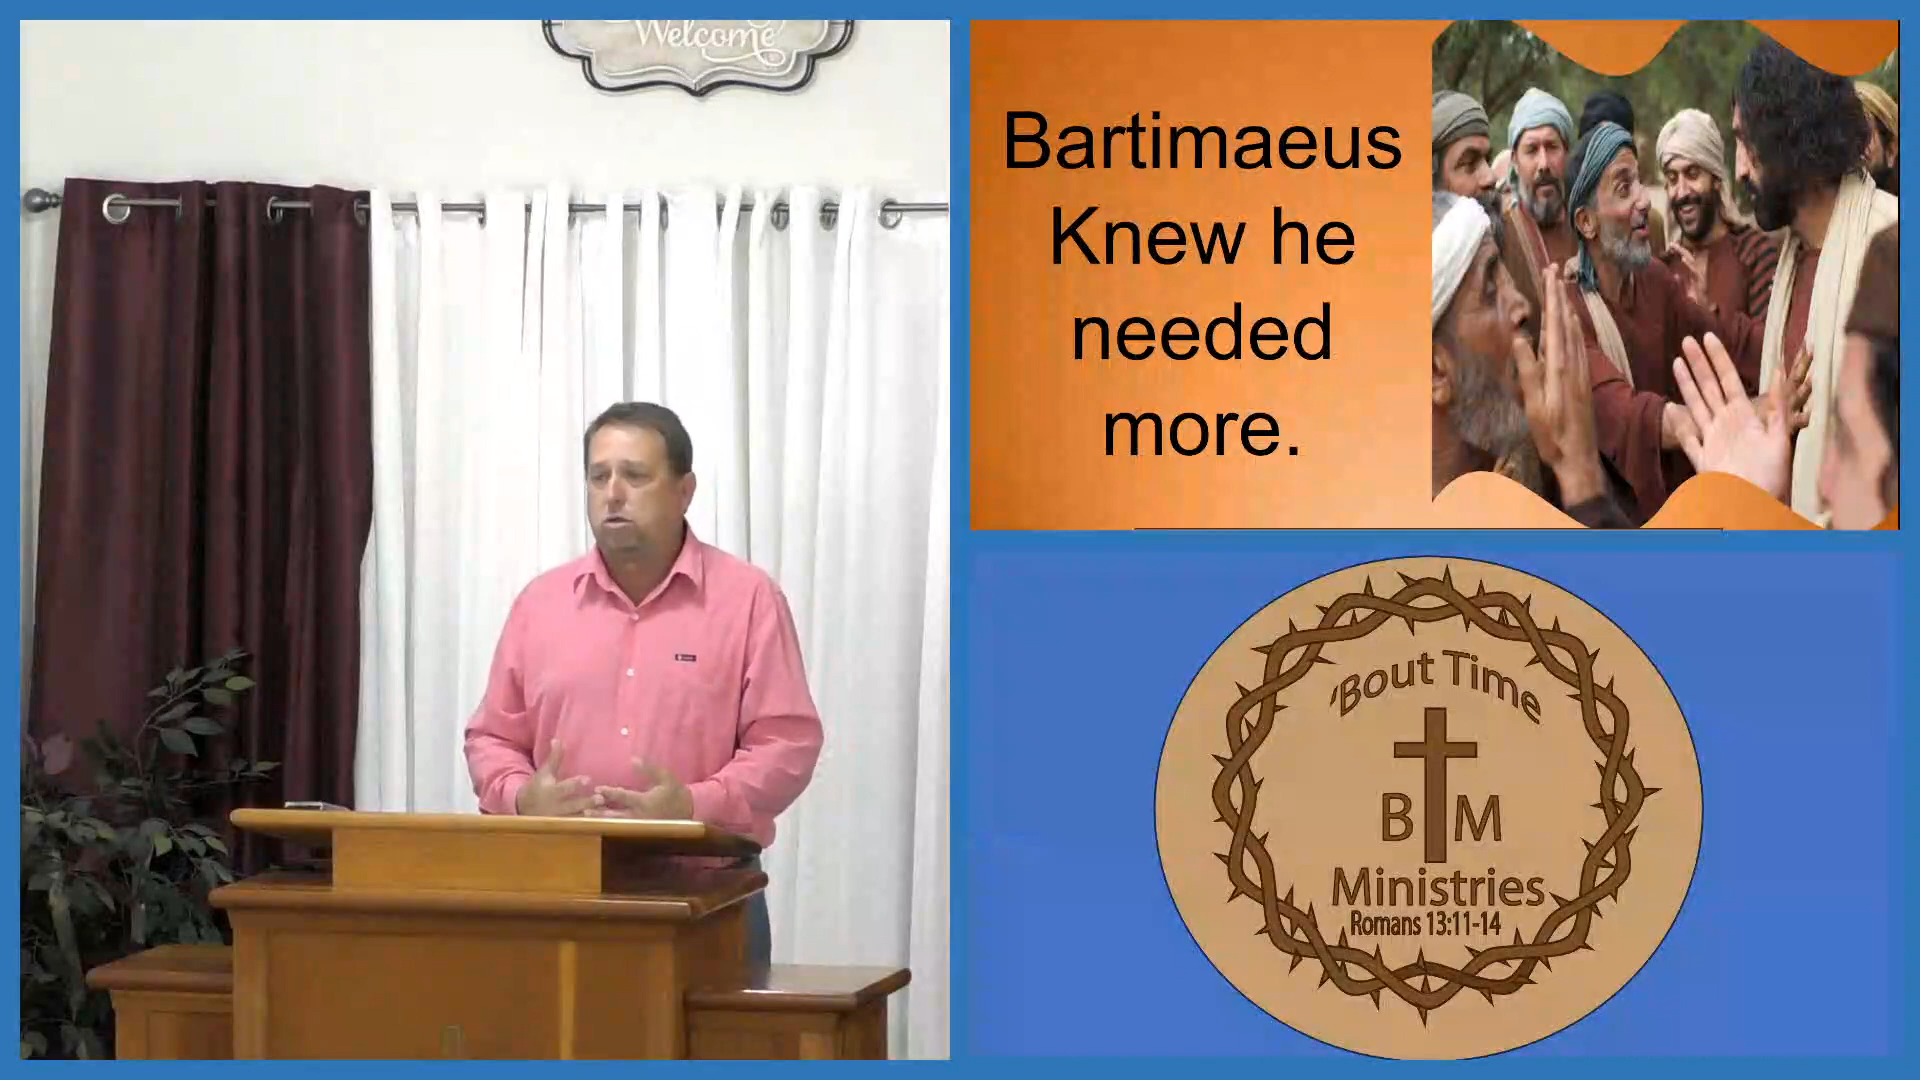 Welcome
Bartimaeus
Knew he
needed
more.
'Bout Time
B M
Ministries
Romans 13:11-14